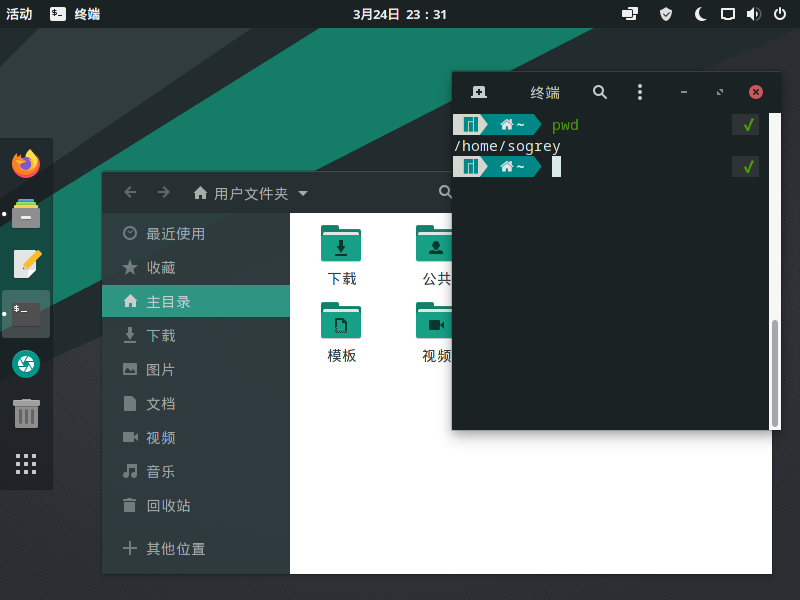 活动 终端 3月24日 23：31
终端
pwd
/home/sogrey
~
用户文件夹
最近使用
收藏
主目录
下载
图片
文档
视频
音乐
回收站
其他位置
下载 公共
模板 视频